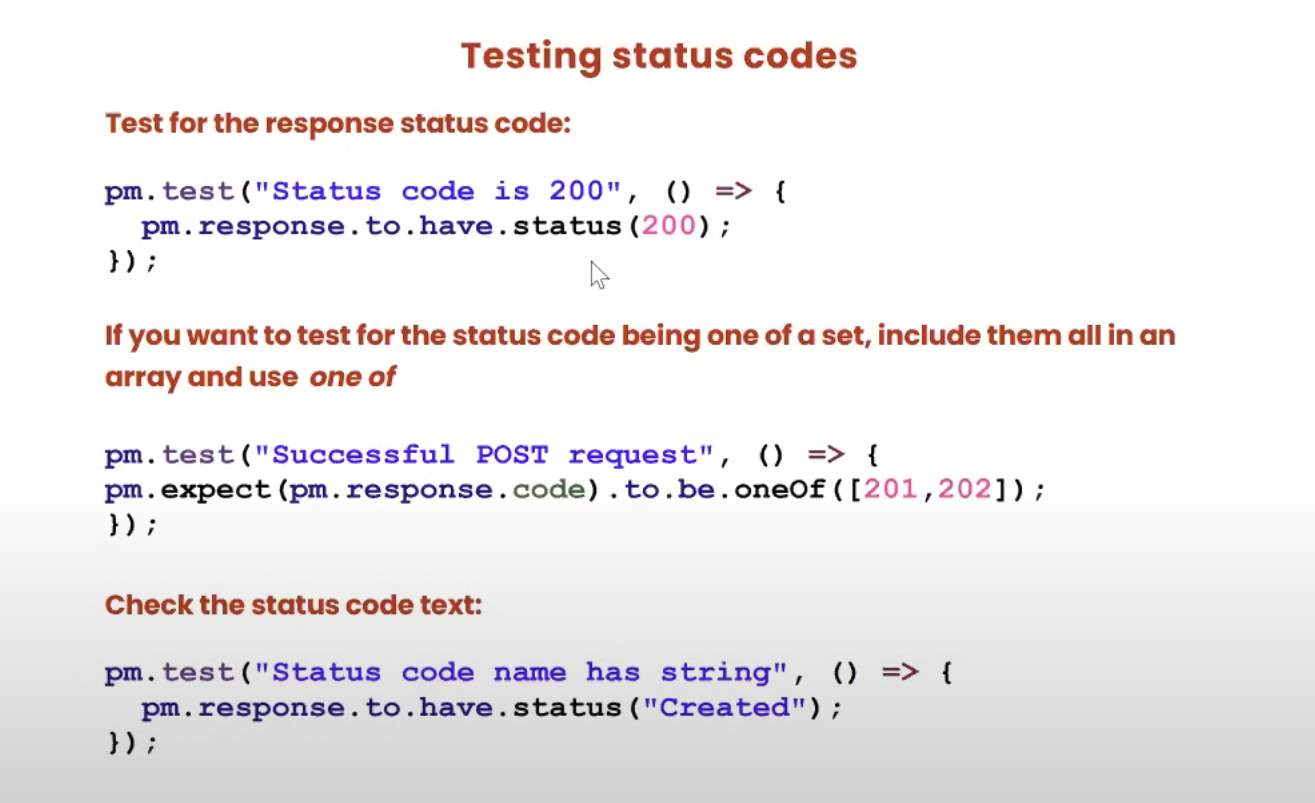 Testing status codes
Test for the response status code:
pm.test("Status code is 200", () => {
  pm.response.to.have.status(200);
});
If you want to test for the status code being one of a set, include them all in an
array and use one of
pm.test("Successful POST request", () => {
pm.expect(pm.response.code).to.be.oneOf([201,202]);
});
Check the status code text:
pm.test("Status code name has string", () => {
  pm.response.to.have.status("Created");
});